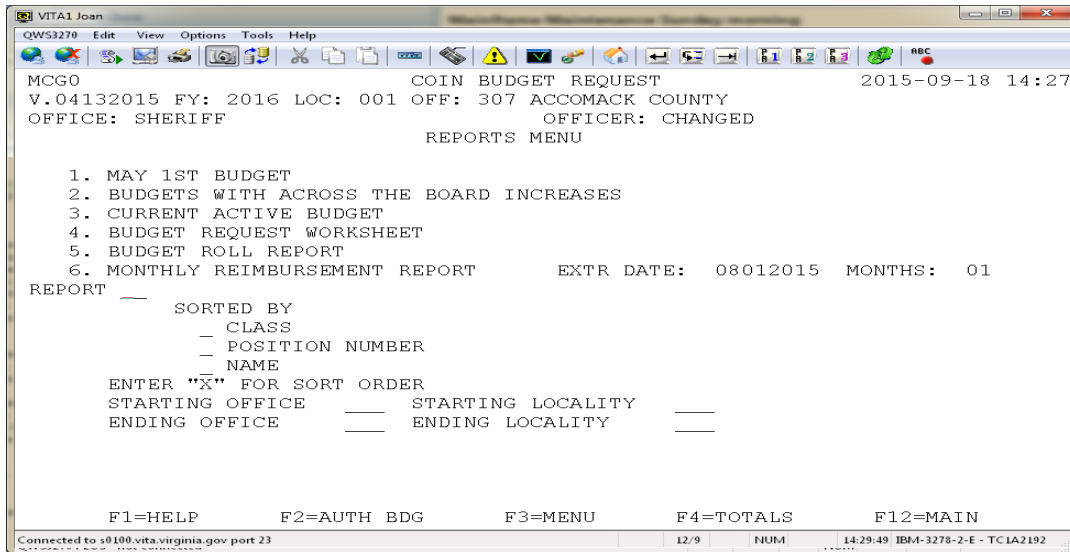 VITA1 Joan
Mainframe Maintenance Sunday morning
QWS3270 Edit View Options Tools Help
ABC
MCG0 COIN BUDGET REQUEST 2015-09-18 14:27
V.04132015 FY: 2016 LOC: 001 OFF: 307 ACCOMACK COUNTY
OFFICE: SHERIFF OFFICER: CHANGED
REPORTS MENU
1. MAY 1ST BUDGET
2. BUDGETS WITH ACROSS THE BOARD INCREASES
3. CURRENT ACTIVE BUDGET
4. BUDGET REQUEST WORKSHEET
5. BUDGET ROLL REPORT
6. MONTHLY REIMBURSEMENT REPORT EXTR DATE: 08012015 MONTHS: 01
REPORT __
SORTED BY
_ CLASS
_ POSITION NUMBER
_ NAME
ENTER "X" FOR SORT ORDER
STARTING OFFICE ___ STARTING LOCALITY ___
ENDING OFFICE ___ ENDING LOCALITY ___
F1=HELP F2=AUTH BDG F3=MENU F4=TOTALS F12=MAIN
Connected to s0100.vita.virginia.gov port 23 12/9 NUM 14:29:49 IBM-3278-2-E - TC1A2192